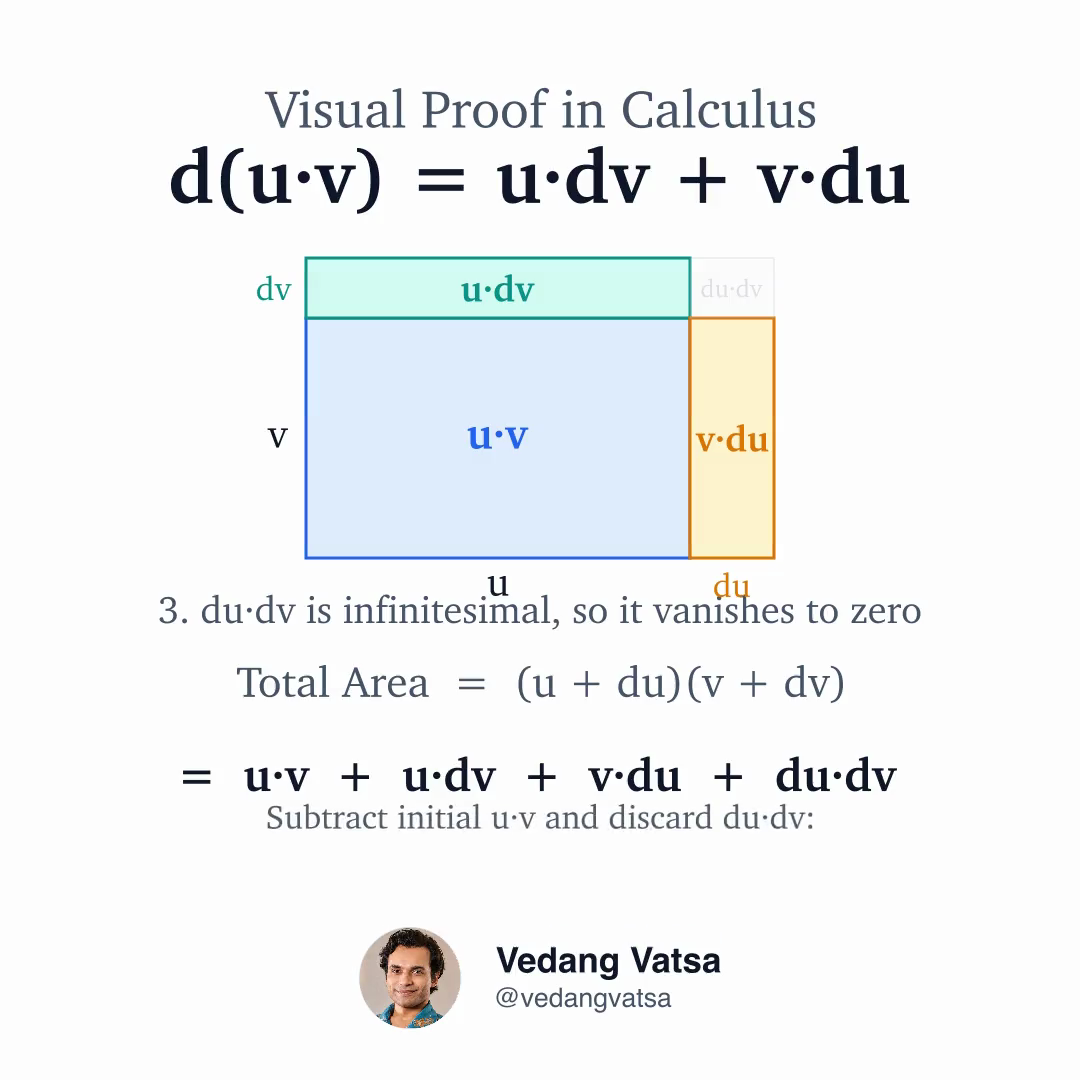 Visual Proof in Calculus
d(u·v) = u·dv + v·du
dv
u·dv
du·dv
v
u·v
v·du
u
du
3. du·dv is infinitesimal, so it vanishes to zero
Total Area = (u + du)(v + dv)
= u·v + u·dv + v·du + du·dv
Subtract initial u·v and discard du·dv:
Vedang Vatsa
@vedangvatsa